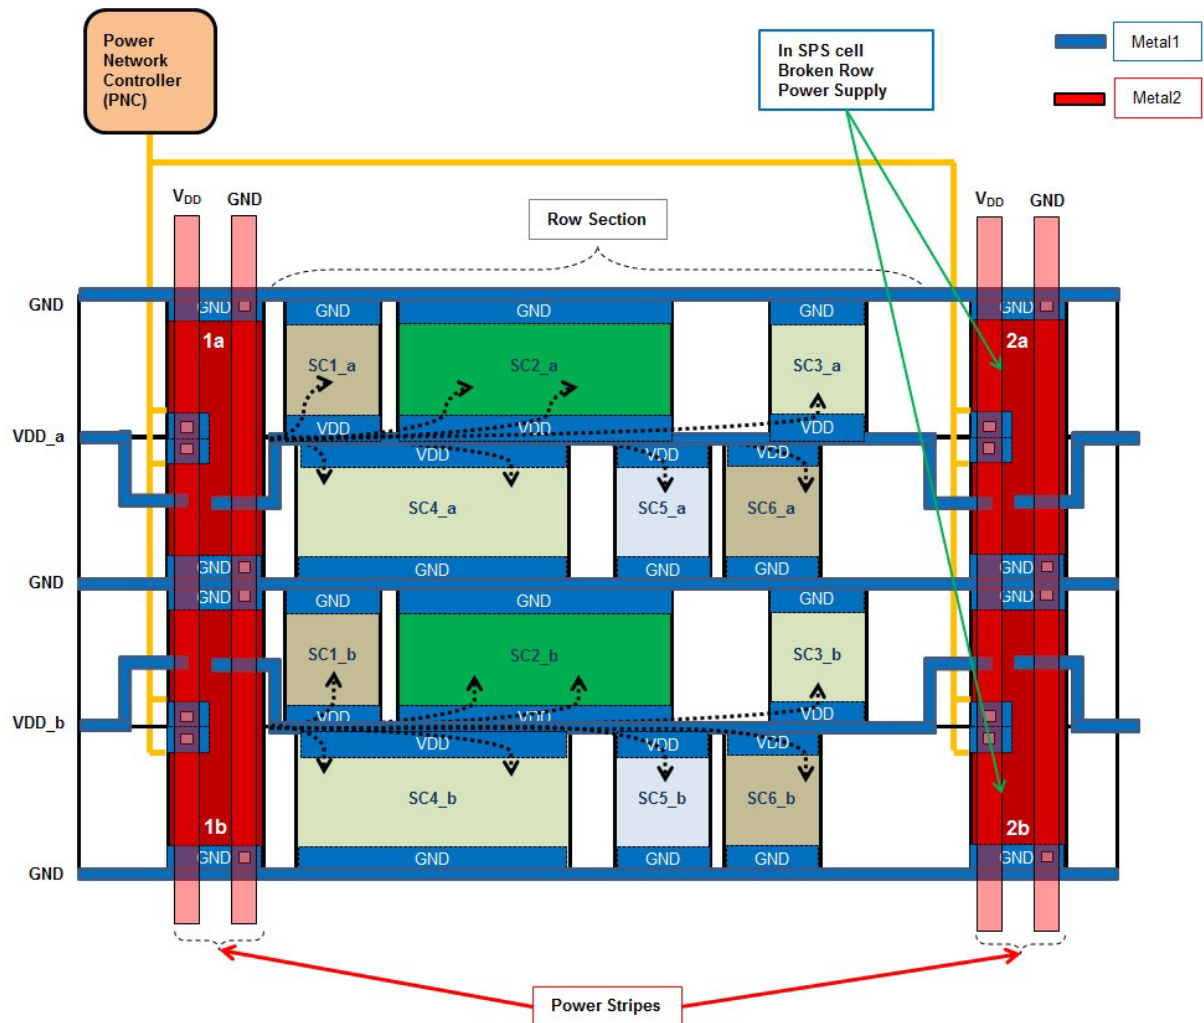 Power
Network
Controller
(PNC)
In SPS cell
Broken Row
Power Supply
Metal1
Metal2
VDD GND
Row Section
VDD GND
GND
GND
GND
GND
GND
GND
1a
SC1_a
SC2_a
SC3_a
2a
VDD_a
VDD
VDD
VDD
VDD
VDD
VDD
SC4_a
SC5_a
SC6_a
GND
GND
GND
GND
GND
GND
GND
GND
GND
GND
GND
GND
SC1_b
SC2_b
SC3_b
VDD_b
VDD
VDD
VDD
VDD
VDD
VDD
SC4_b
SC5_b
SC6_b
1b
2b
GND
GND
GND
GND
GND
GND
Power Stripes